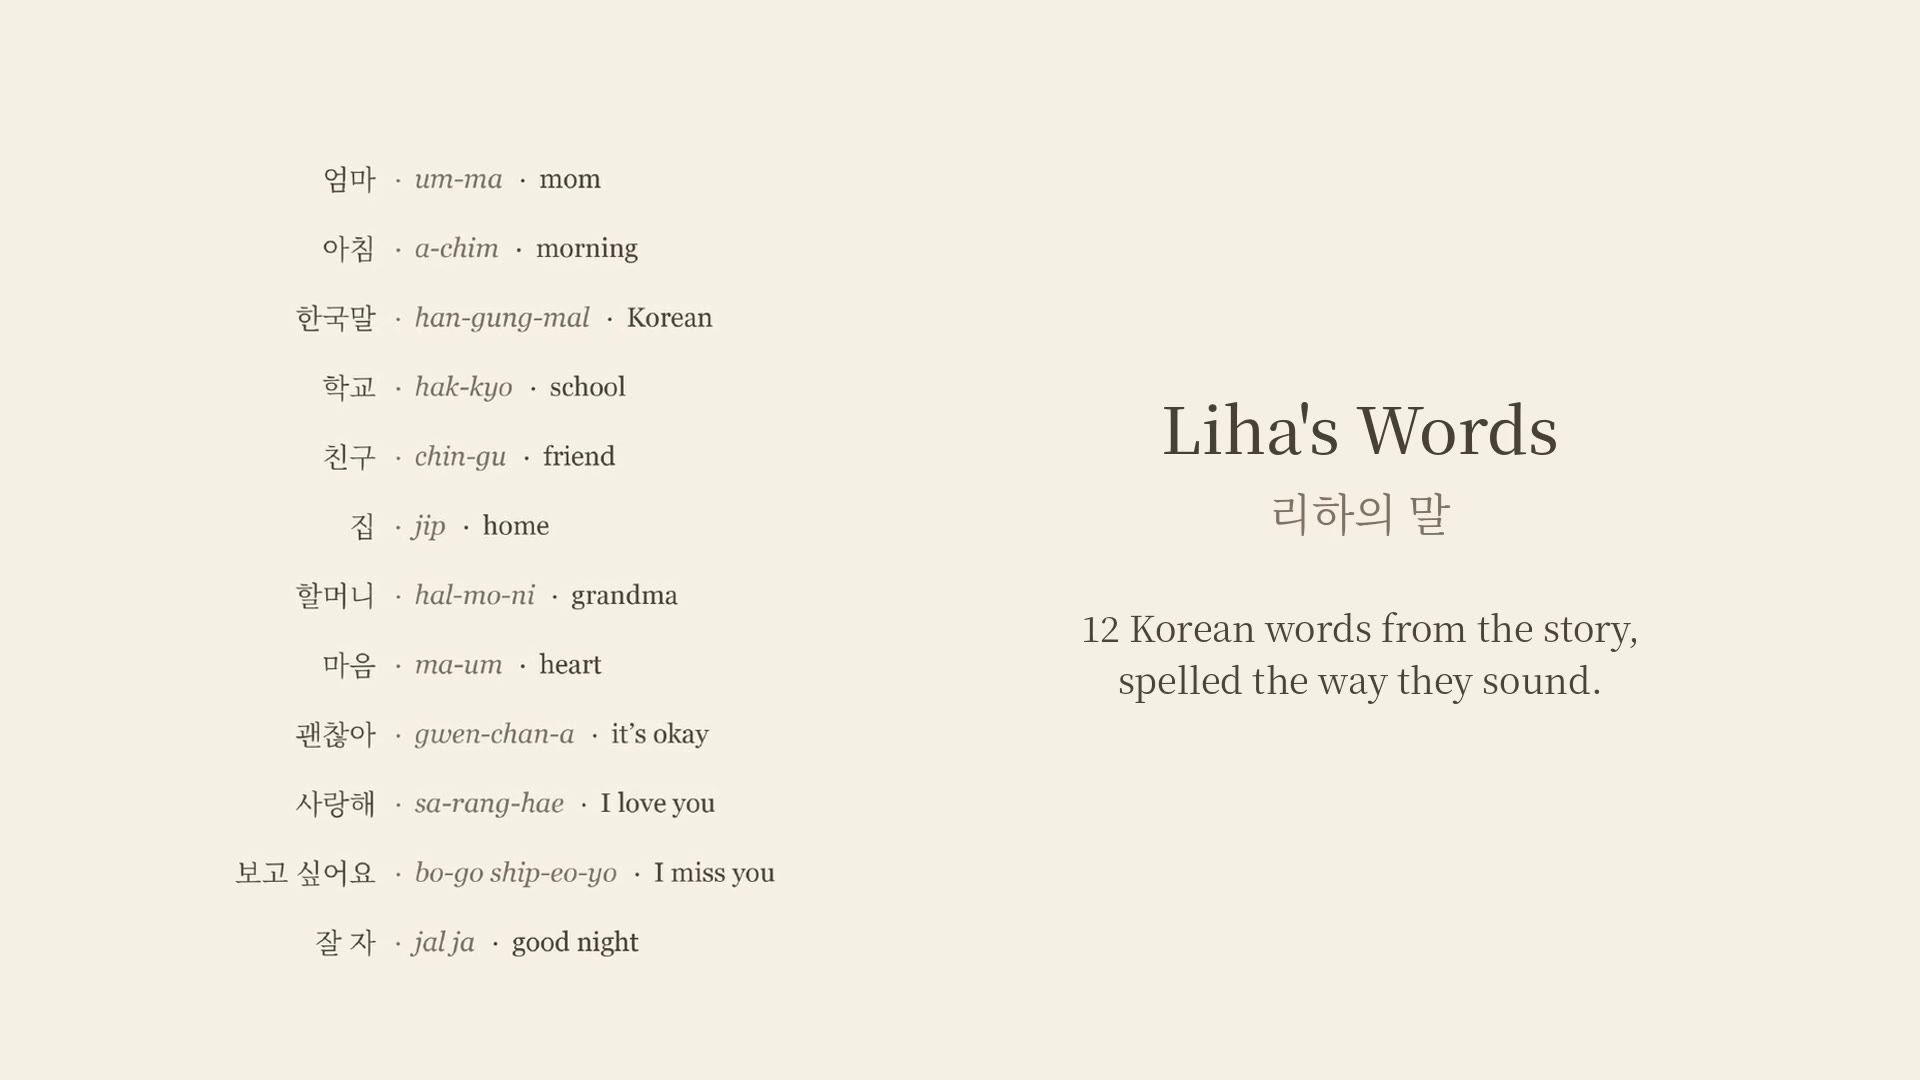 엄마 · um-ma · mom
아침 · a-chim · morning
한국말 · han-gung-mal · Korean
학교 · hak-kyo · school
친구 · chin-gu · friend
집 · jip · home
할머니 · hal-mo-ni · grandma
마음 · ma-um · heart
괜찮아 · gwen-chan-a · it’s okay
사랑해 · sa-rang-hae · I love you
보고 싶어요 · bo-go ship-eo-yo · I miss you
잘 자 · jal ja · good night
Liha's Words
리하의 말
12 Korean words from the story,
spelled the way they sound.